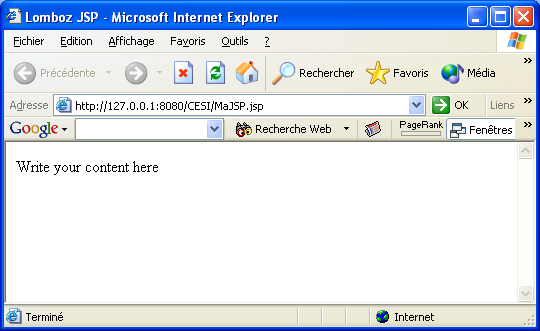 Lomboz JSP - Microsoft Internet Explorer
Fichier Edition Affichage Favoris Outils ? »
Précédente Rechercher Favoris Média »
Adresse http://127.0.0.1:8080/CESI/MaJSP.jsp OK Liens »
Google Recherche Web PageRank Fenêtres »
Write your content here
Terminé Internet